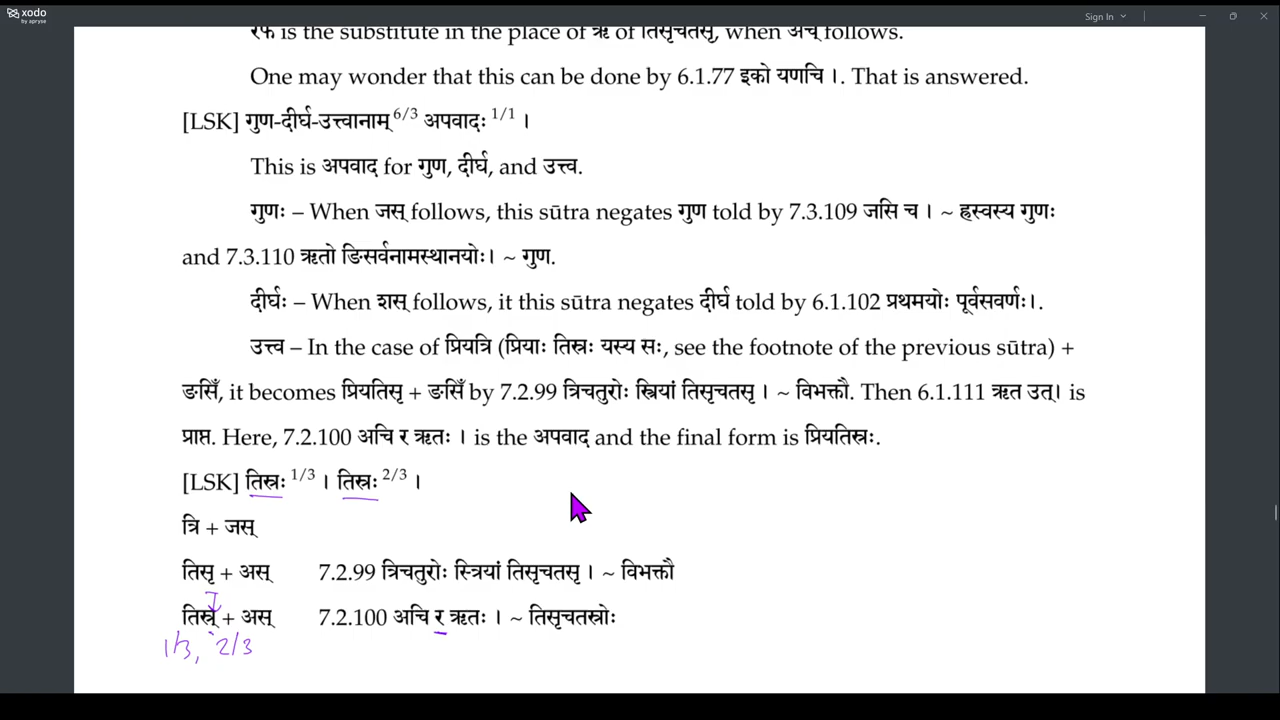 xodo
by apryse
Sign In
रेफ is the substitute in the place of ऋ of तिसृचतसृ, when अच् follows.
One may wonder that this can be done by 6.1.77 इको यणचि ।. That is answered.
[LSK] गुण-दीर्घ-उत्त्वानाम् 6/3 अपवादः 1/1 ।
This is अपवाद for गुण, दीर्घ, and उत्त्व.
गुणः – When जस् follows, this sūtra negates गुण told by 7.3.109 जसि च । ~ ह्रस्वस्य गुणः
and 7.3.110 ऋतो ङिसर्वनामस्थानयोः। ~ गुण.
दीर्घः – When शस् follows, it this sūtra negates दीर्घ told by 6.1.102 प्रथमयोः पूर्वसवर्णः।.
उत्त्व – In the case of प्रियत्रि (प्रियाः तिस्रः यस्य सः, see the footnote of the previous sūtra) +
ङसिँ, it becomes प्रियतिसृ + ङसिँ by 7.2.99 त्रिचतुरोः स्त्रियां तिसृचतसृ । ~ विभक्तौ. Then 6.1.111 ऋत उत्। is
प्राप्त. Here, 7.2.100 अचि र ऋतः । is the अपवाद and the final form is प्रियतिस्रः.
[LSK] तिस्रः 1/3 । तिस्रः 2/3 ।
त्रि + जस्
तिसृ + अस् 7.2.99 त्रिचतुरोः स्त्रियां तिसृचतसृ । ~ विभक्तौ
तिस्र् + अस् 7.2.100 अचि र ऋतः । ~ तिसृचतस्रोः
1/3, 2/3